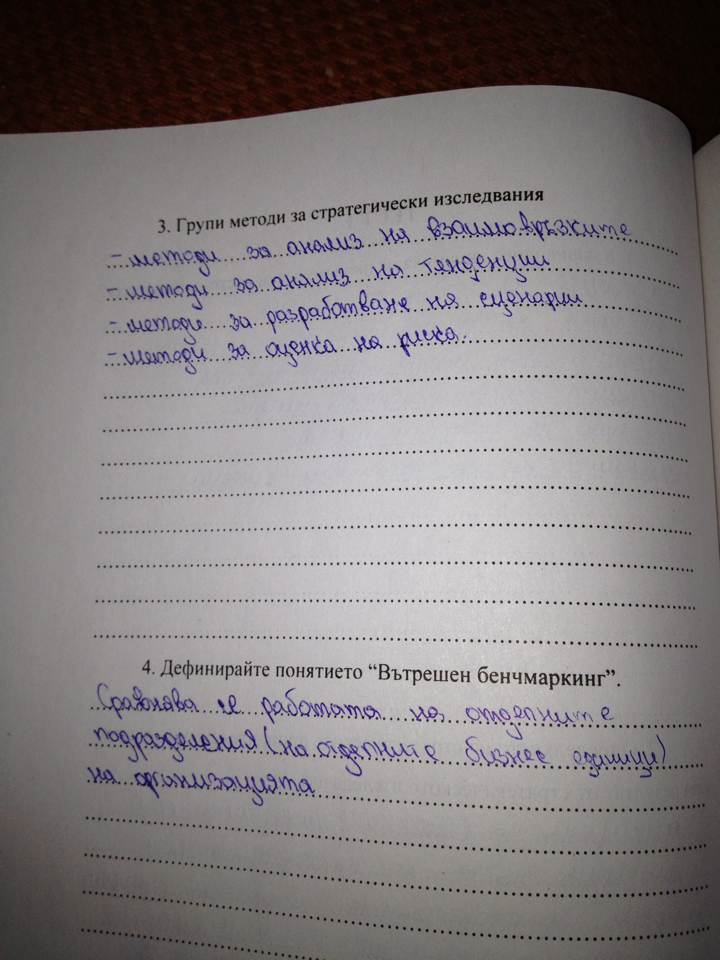 3. Групи методи за стратегически изследвания
- методи за анализ на взаимовръзките
- методи за анализ на тенденции
- методи за разработване на сценарии
- методи за оценка на риска.
4. Дефинирайте понятието “Вътрешен бенчмаркинг”.
Сравнява се работата на отделните
подразделения (на отделните бизнес единици)
на организацията